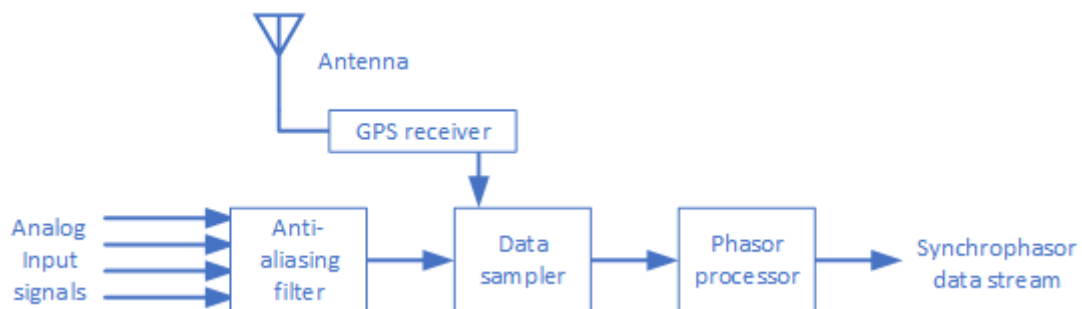 Antenna
GPS receiver
Analog
Input
signals
Anti-
aliasing
filter
Data
sampler
Phasor
processor
Synchrophasor
data stream